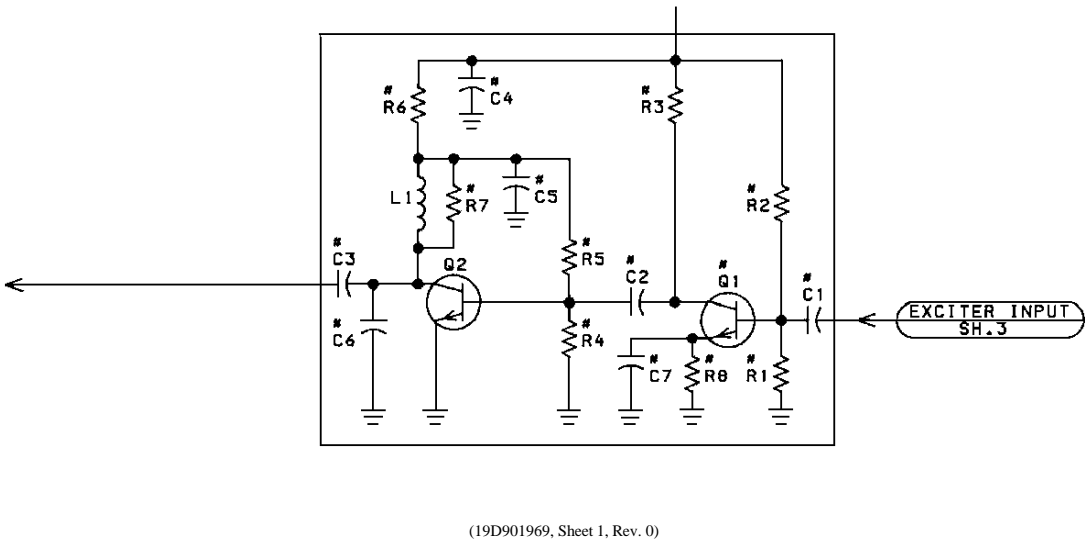 #
C4
#
R6
#
R3
L1
#
R7
#
C5
#
R2
#
C3
Q2
#
R5
#
C2
#
Q1
#
C1
EXCITER INPUT
SH.3
#
C6
#
R4
#
C7
#
R8
#
R1
(19D901969, Sheet 1, Rev. 0)